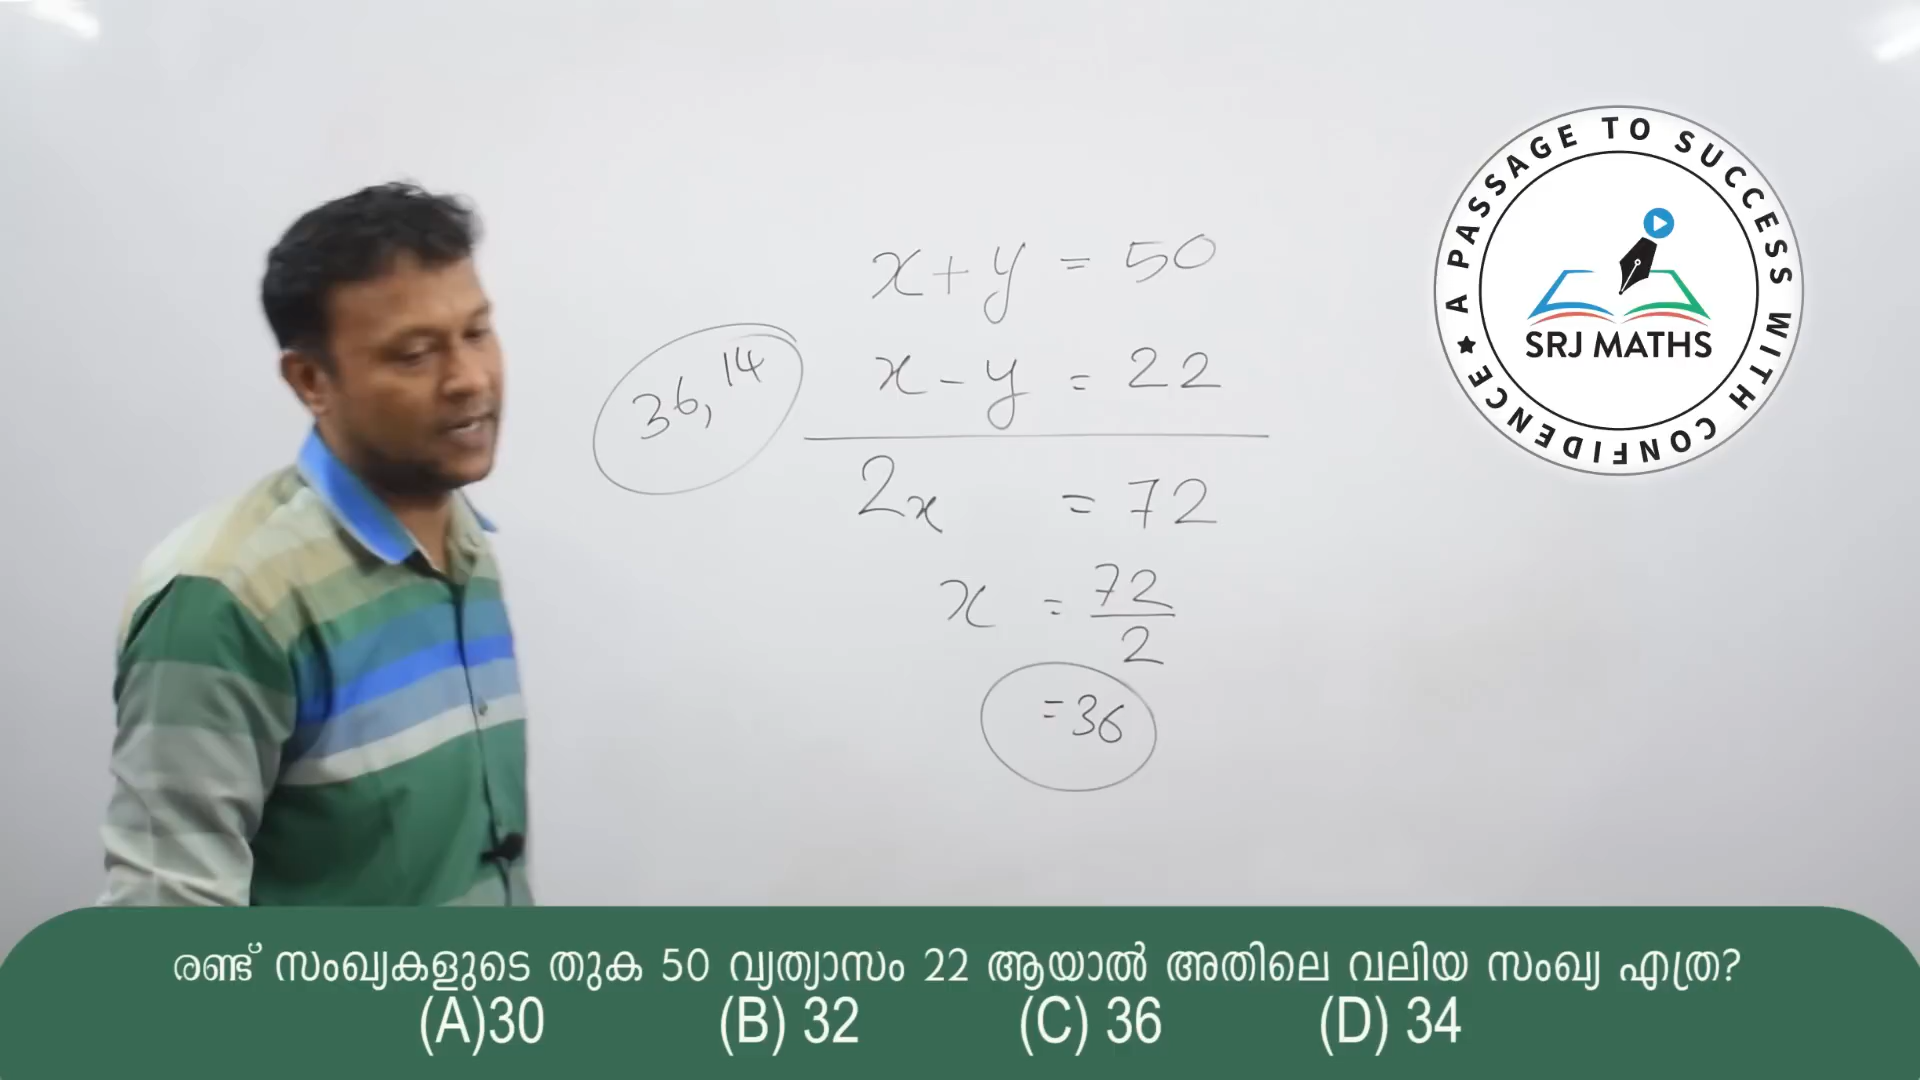 x + y = 50
x - y = 22
36, 14
2x = 72
x = 72/2
= 36
A PASSAGE TO SUCCESS WITH CONFIDENCE ★
SRJ MATHS
രണ്ട് സംഖ്യകളുടെ തുക 50 വ്യത്യാസം 22 ആയാൽ അതിലെ വലിയ സംഖ്യ എത്ര?
(A)30 (B) 32 (C) 36 (D) 34